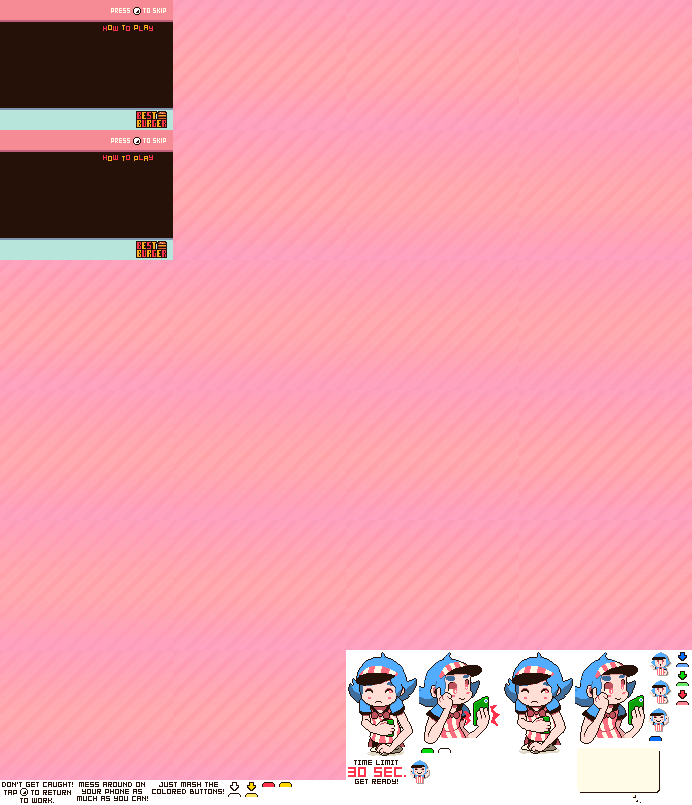 PRESS TO SKIP
HOW TO PLAY
BEST
BURGER
PRESS TO SKIP
HOW TO PLAY
BEST
BURGER
TIME LIMIT
30 SEC.
GET READY!
DON'T GET CAUGHT!
TAP TO RETURN
TO WORK.
MESS AROUND ON
YOUR PHONE AS
MUCH AS YOU CAN!
JUST MASH THE
COLORED BUTTONS!